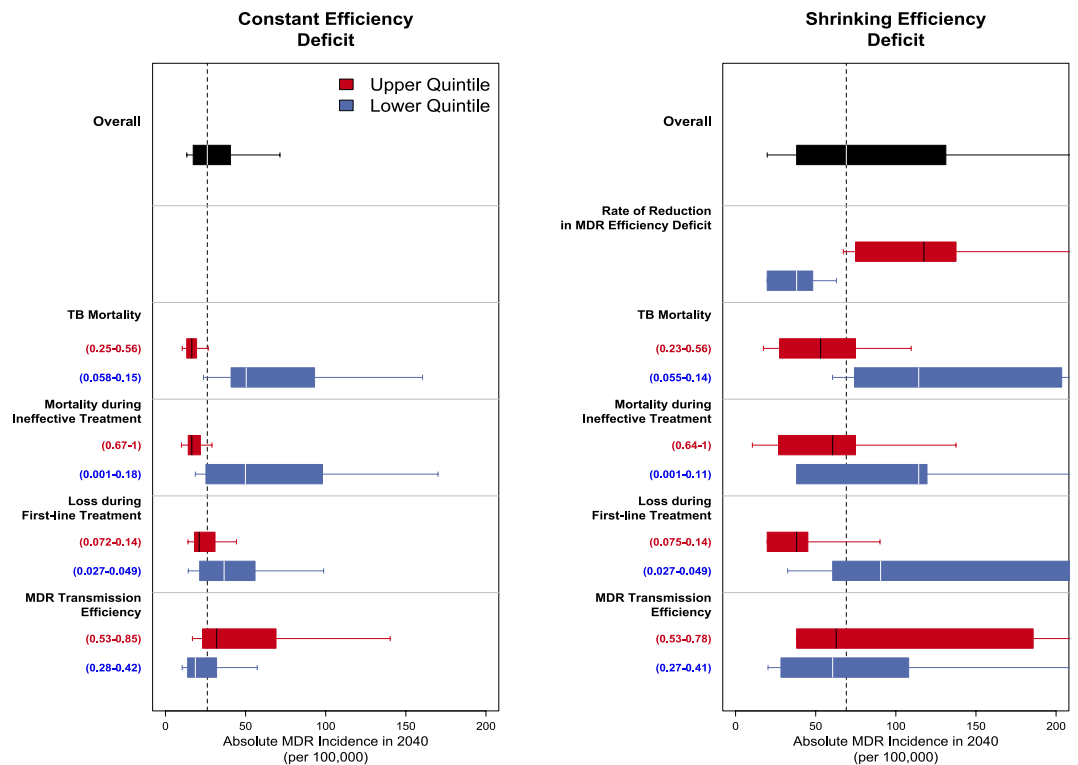 Constant Efficiency
Deficit
Upper Quintile
Lower Quintile
Overall
TB Mortality
(0.25-0.56)
(0.058-0.15)
Mortality during
Ineffective Treatment
(0.67-1)
(0.001-0.18)
Loss during
First-line Treatment
(0.072-0.14)
(0.027-0.049)
MDR Transmission
Efficiency
(0.53-0.85)
(0.28-0.42)
0 50 100 150 200
Absolute MDR Incidence in 2040
(per 100,000)
Shrinking Efficiency
Deficit
Overall
Rate of Reduction
in MDR Efficiency Deficit
TB Mortality
(0.23-0.56)
(0.055-0.14)
Mortality during
Ineffective Treatment
(0.64-1)
(0.001-0.11)
Loss during
First-line Treatment
(0.075-0.14)
(0.027-0.049)
MDR Transmission
Efficiency
(0.53-0.78)
(0.27-0.41)
0 50 100 150 200
Absolute MDR Incidence in 2040
(per 100,000)